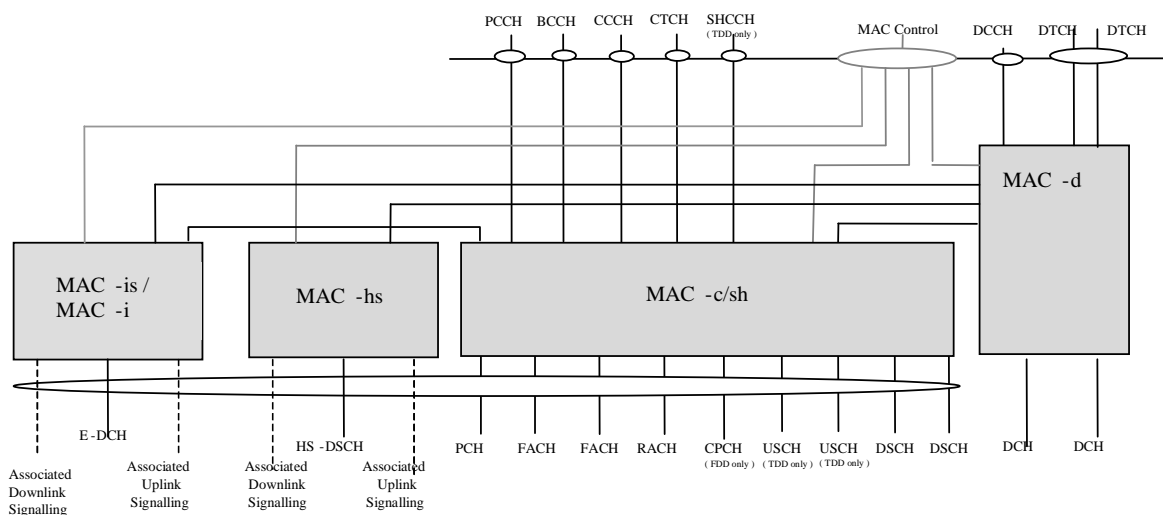 PCCH BCCH CCCH CTCH SHCCH MAC Control DCCH DTCH DTCH
( TDD only )
MAC -d
MAC -is / MAC -hs MAC -c/sh
MAC -i
E -DCH HS -DSCH PCH FACH FACH RACH CPCH USCH USCH DSCH DSCH DCH DCH
( FDD only ) ( TDD only ) ( TDD only )
Associated Associated Associated Associated
Downlink Uplink Downlink Uplink
Signalling Signalling Signalling Signalling